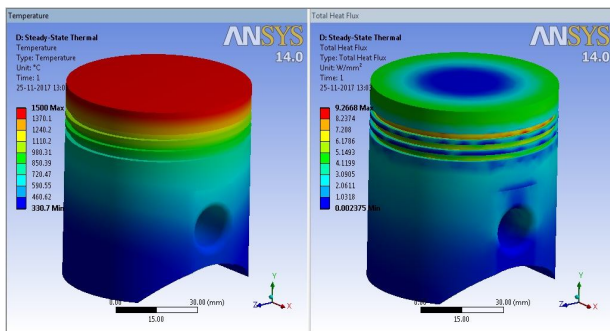 Temperature
D: Steady-State Thermal
Temperature
Type: Temperature
Unit: °C
Time: 1
25-11-2017 13:0
1500 Max
1370.1
1240.2
1110.2
980.31
850.39
720.47
590.55
460.62
330.7 Min
ANSYS
14.0
0.00
30.00 (mm)
15.00
Y
Z
X
Total Heat Flux
D: Steady-State Thermal
Total Heat Flux
Type: Total Heat Flux
Unit: W/mm²
Time: 1
25-11-2017 13:03
9.2668 Max
8.2374
7.208
6.1786
5.1493
4.1199
3.0905
2.0611
1.0318
0.002375 Min
ANSYS
14.0
0.00
30.00 (mm)
15.00
Y
Z
X